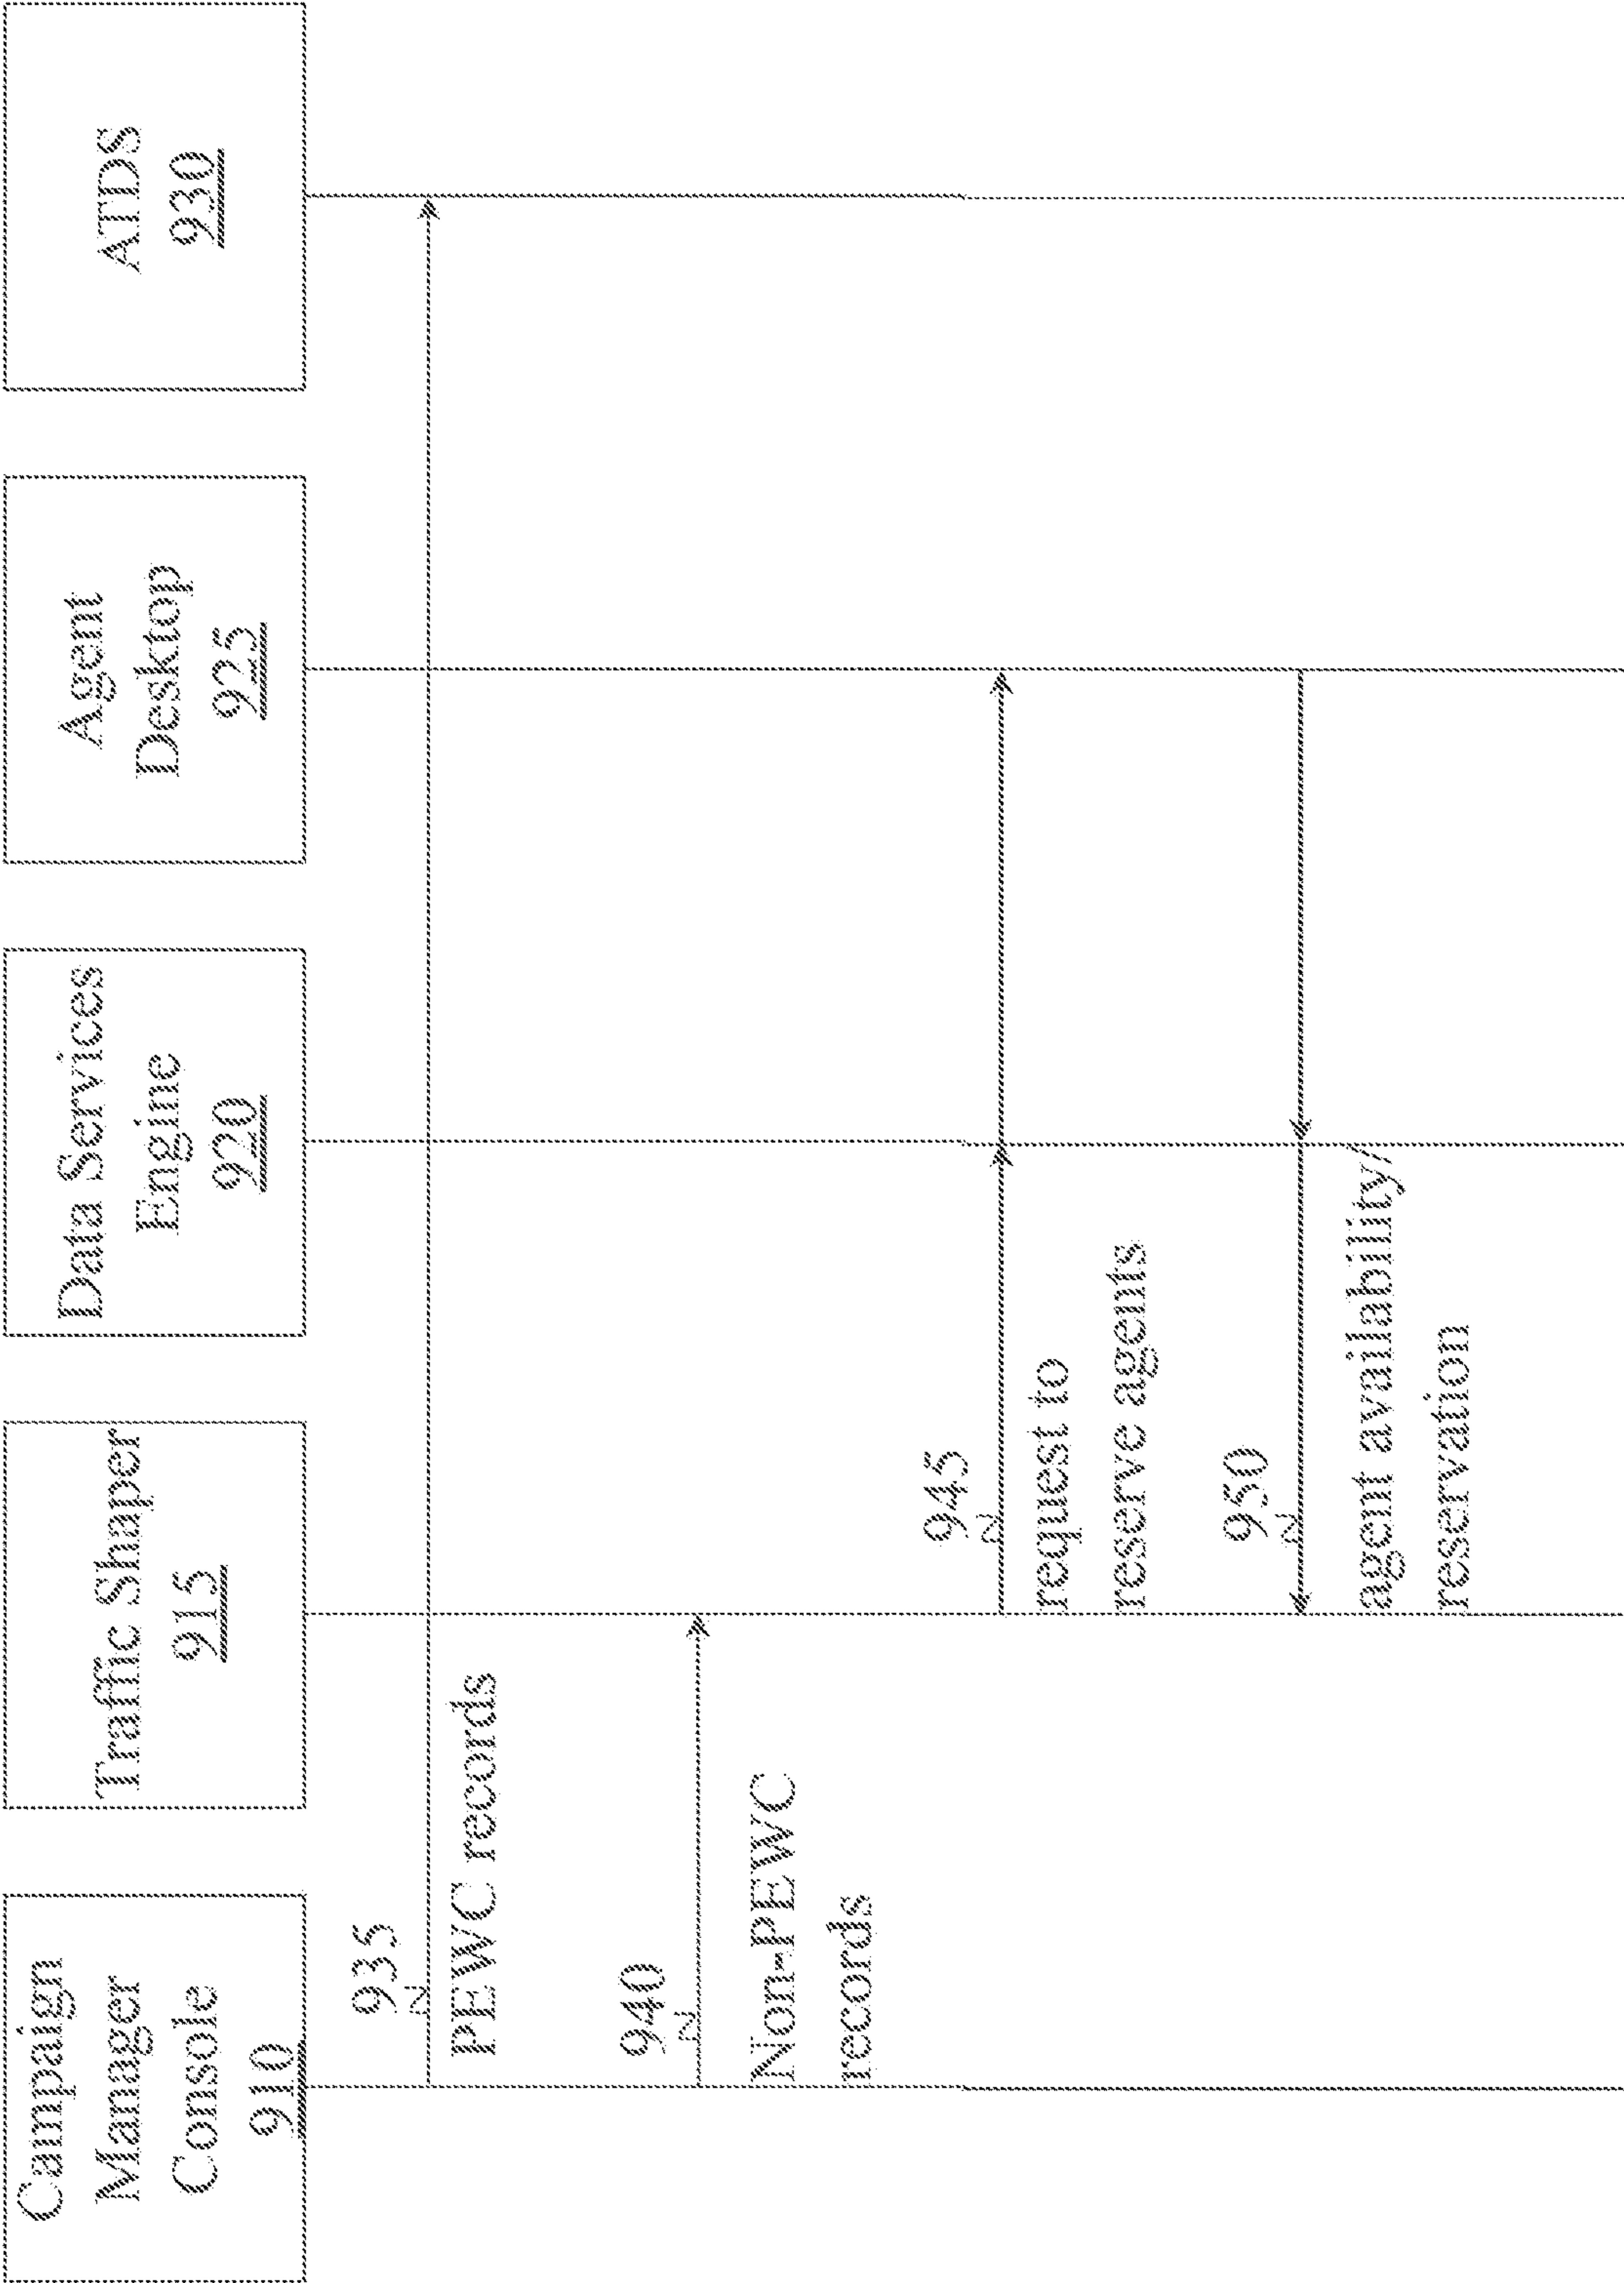 Campaign
Manager
Console
910
Traffic Shaper
915
Data Services
Engine
920
Agent
Desktop
925
ATDS
930
935
PEWC records
940
Non-PEWC
records
945
request to
reserve agents
950
agent availability/
reservation